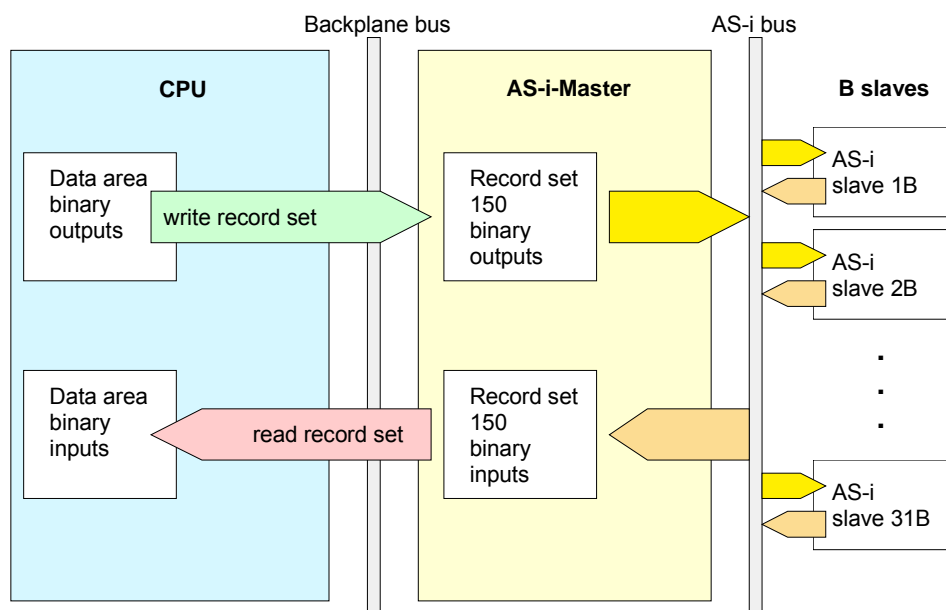 Backplane bus
AS-i bus
CPU
AS-i-Master
B slaves
Data area
binary
outputs
write record set
Record set
150
binary
outputs
AS-i
slave 1B
AS-i
slave 2B
.
.
.
Data area
binary
inputs
read record set
Record set
150
binary
inputs
AS-i
slave 31B